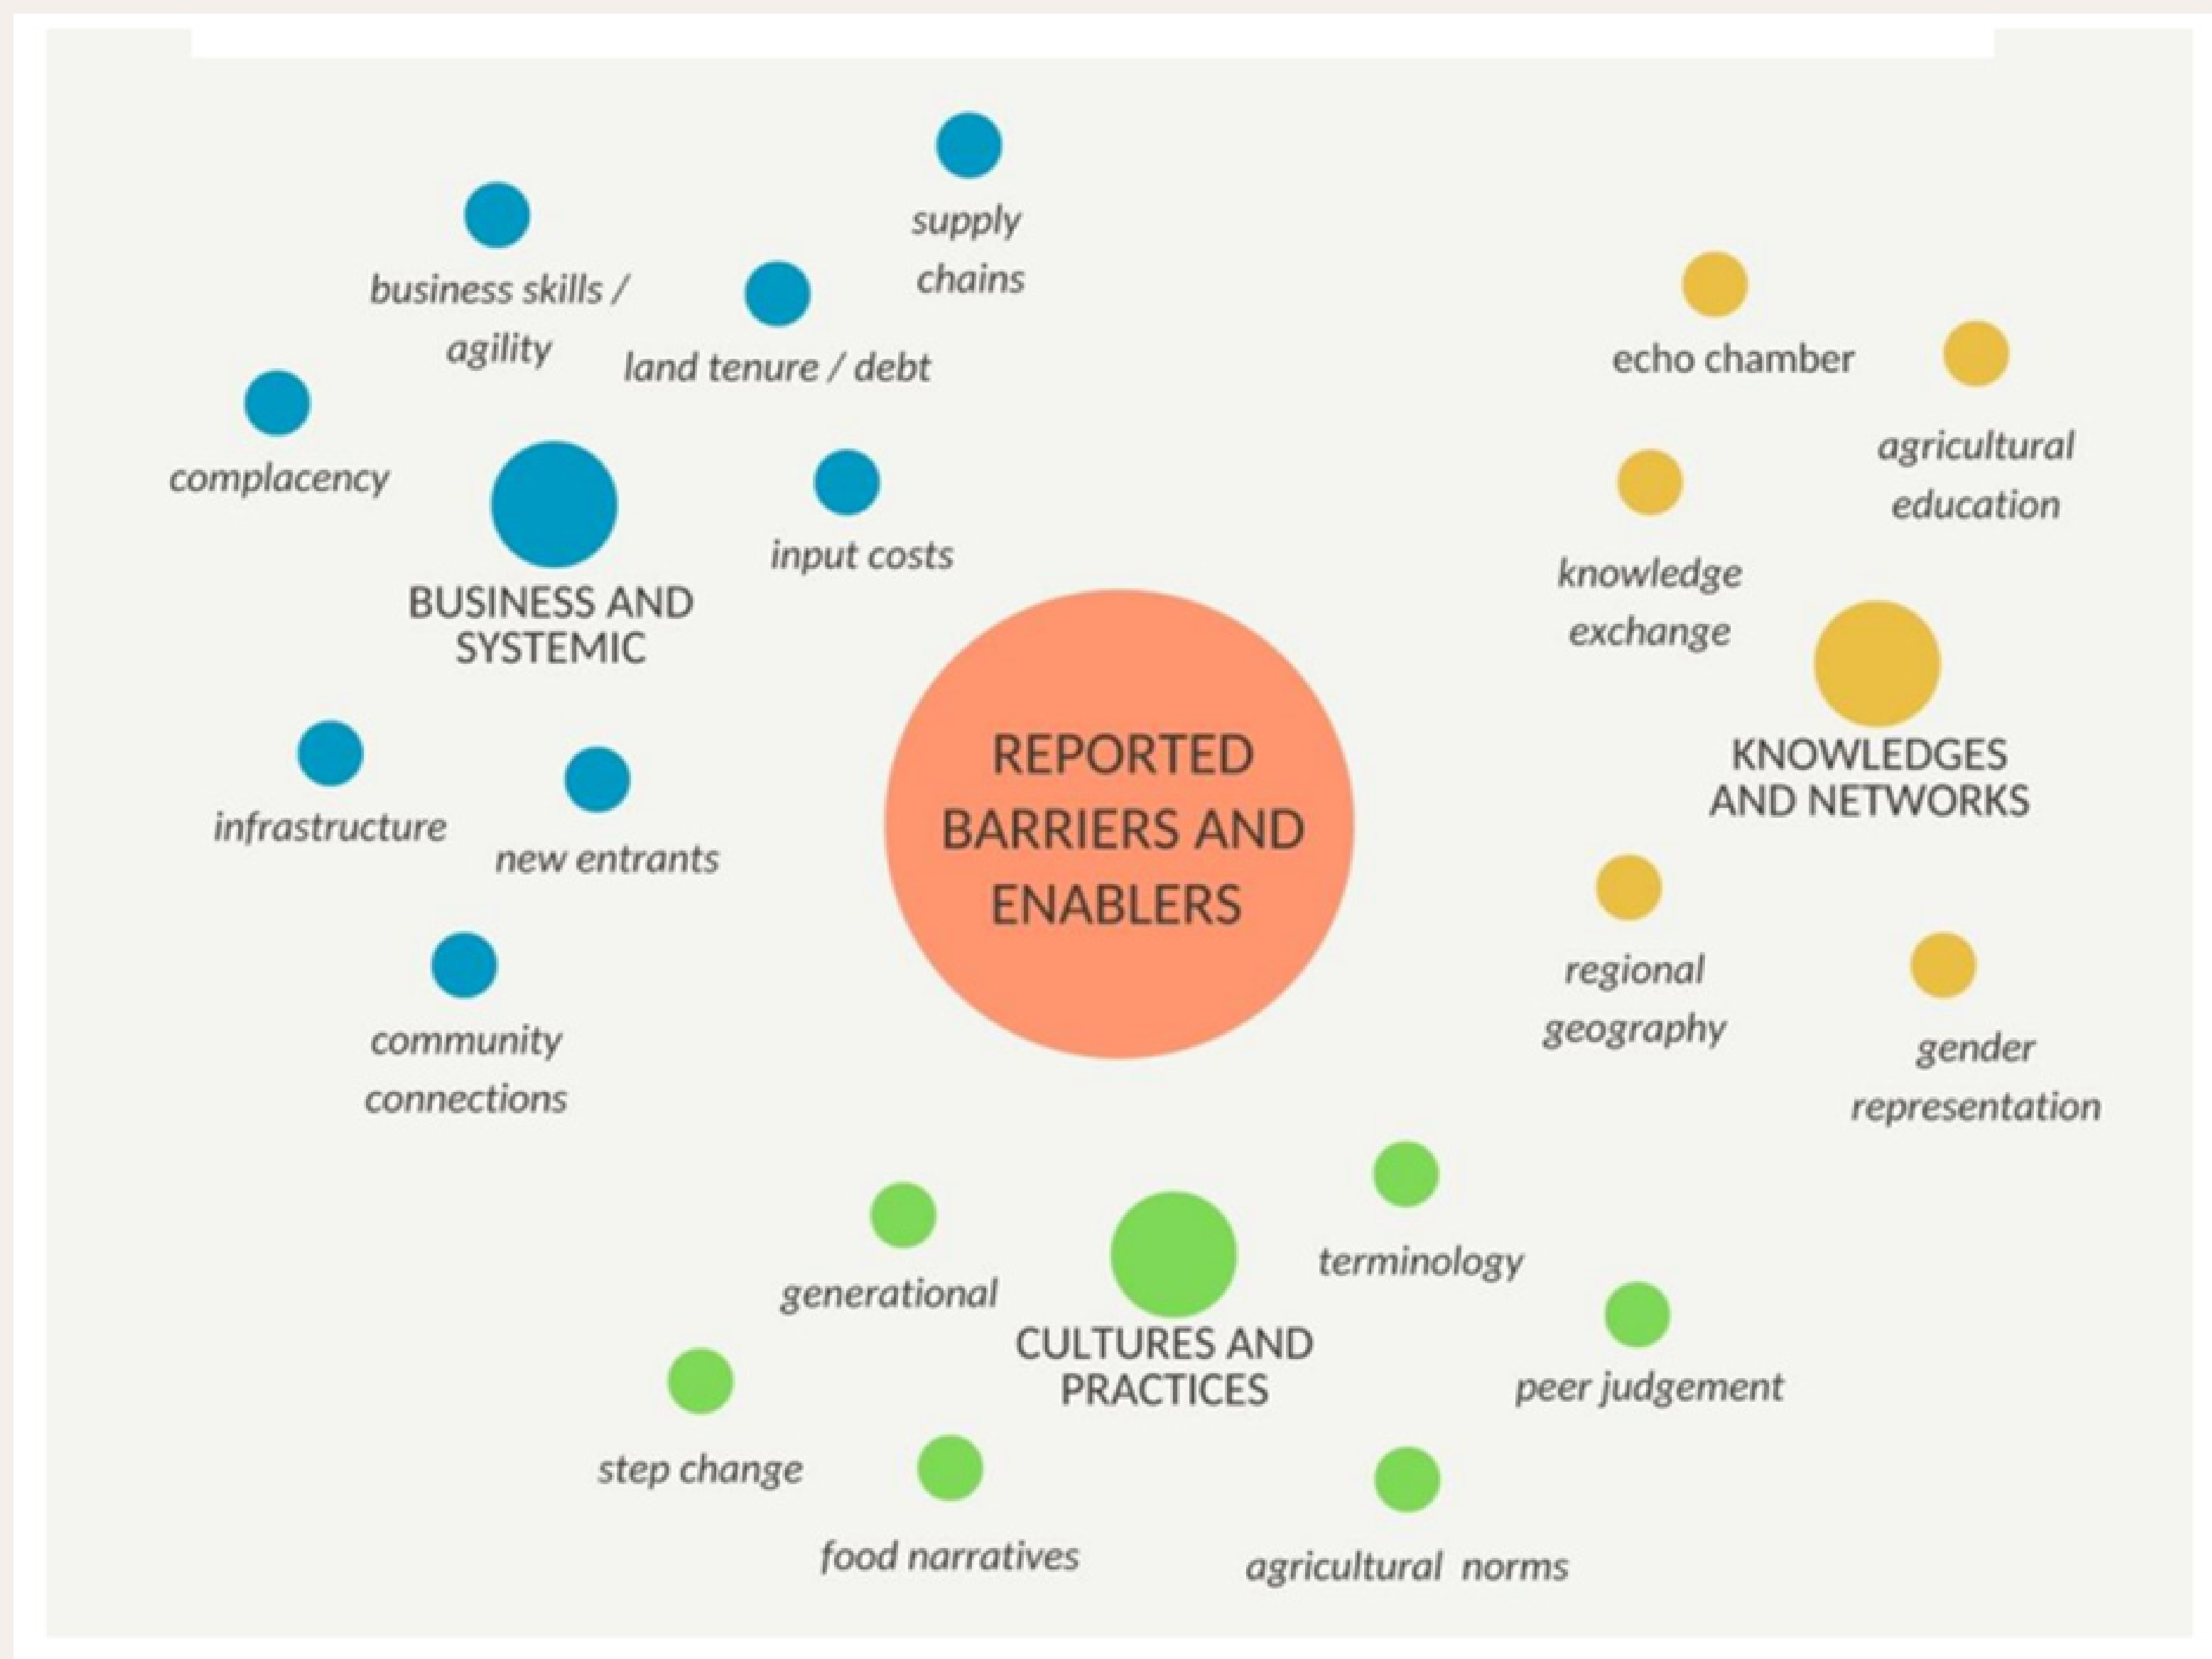 supply
chains
business skills /
agility
land tenure / debt
complacency
input costs
BUSINESS AND
SYSTEMIC
infrastructure
new entrants
community
connections
REPORTED
BARRIERS AND
ENABLERS
echo chamber
agricultural
education
knowledge
exchange
KNOWLEDGES
AND NETWORKS
regional
geography
gender
representation
generational
terminology
CULTURES AND
PRACTICES
peer judgement
step change
food narratives
agricultural norms